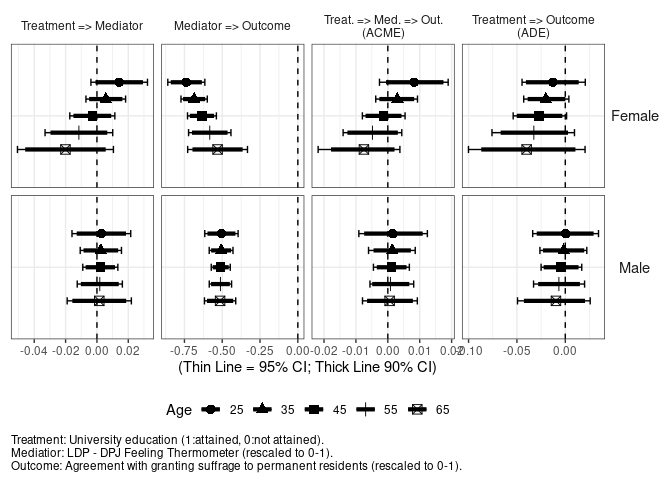 Treatment => Mediator
Mediator => Outcome
Treat. => Med. => Out.
(ACME)
Treatment => Outcome
(ADE)
Female
Male
-0.04 -0.02 0.00 0.02
-0.75 -0.50 -0.25 0.00
-0.02 -0.01 0.00 0.01 0.02
-0.10 -0.05 0.00
(Thin Line = 95% CI; Thick Line 90% CI)
Age 25 35 45 55 65
Treatment: University education (1:attained, 0:not attained).
Mediatior: LDP - DPJ Feeling Thermometer (rescaled to 0-1).
Outcome: Agreement with granting suffrage to permanent residents (rescaled to 0-1).